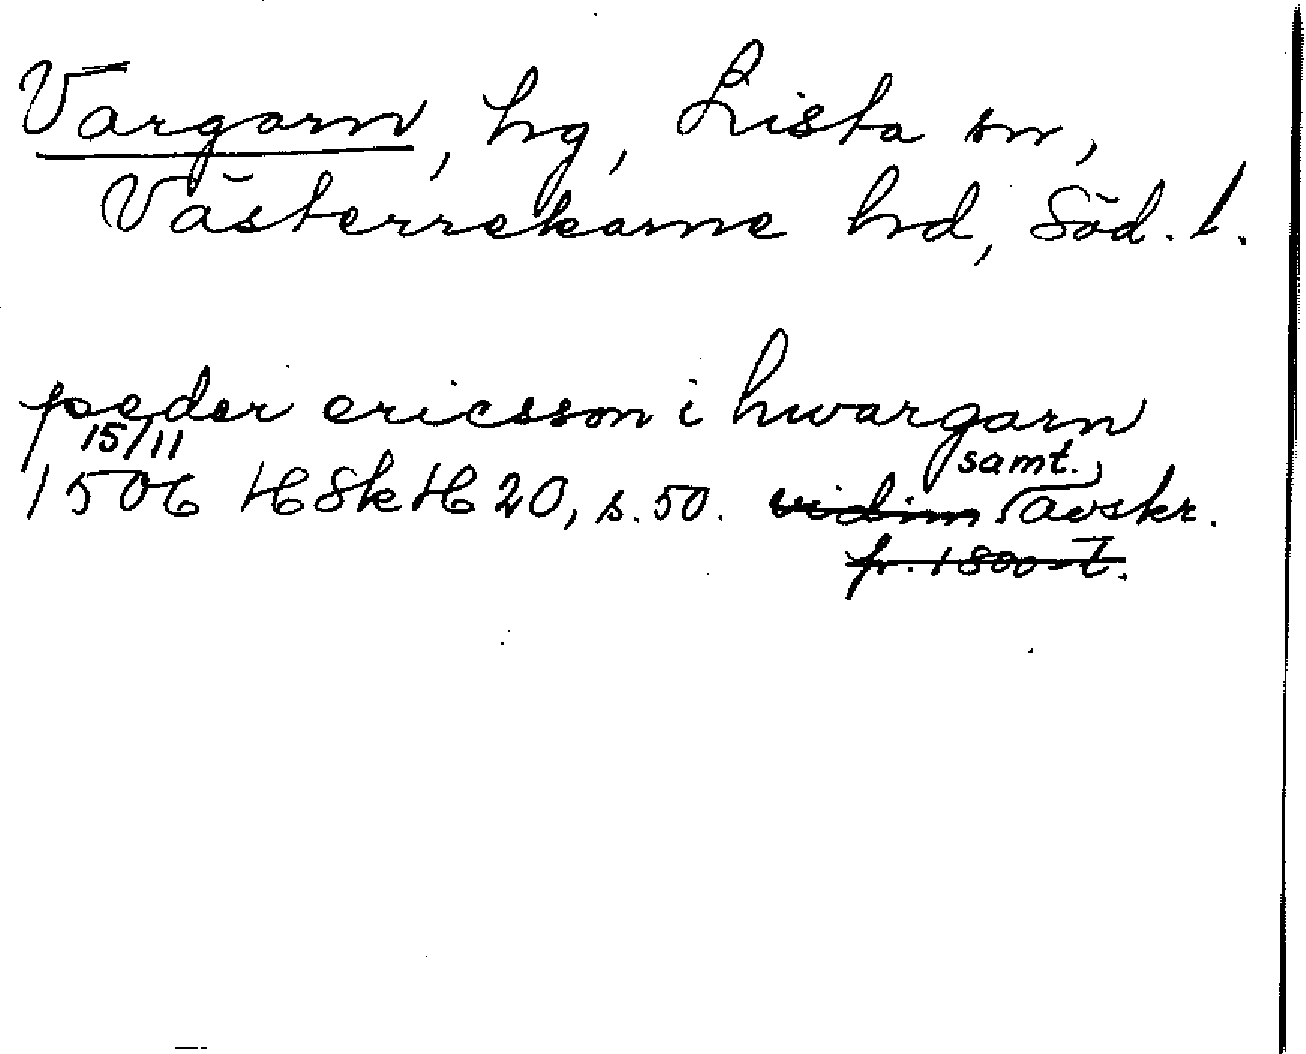 Vargarn, hg, Lista sn,
Västerrekarne hd, Söd. l.
peder ericsson i hwargarn
15/11
samt.
1506 HSkH 20, s. 50. vidim avskr.
fr. 1800-t.